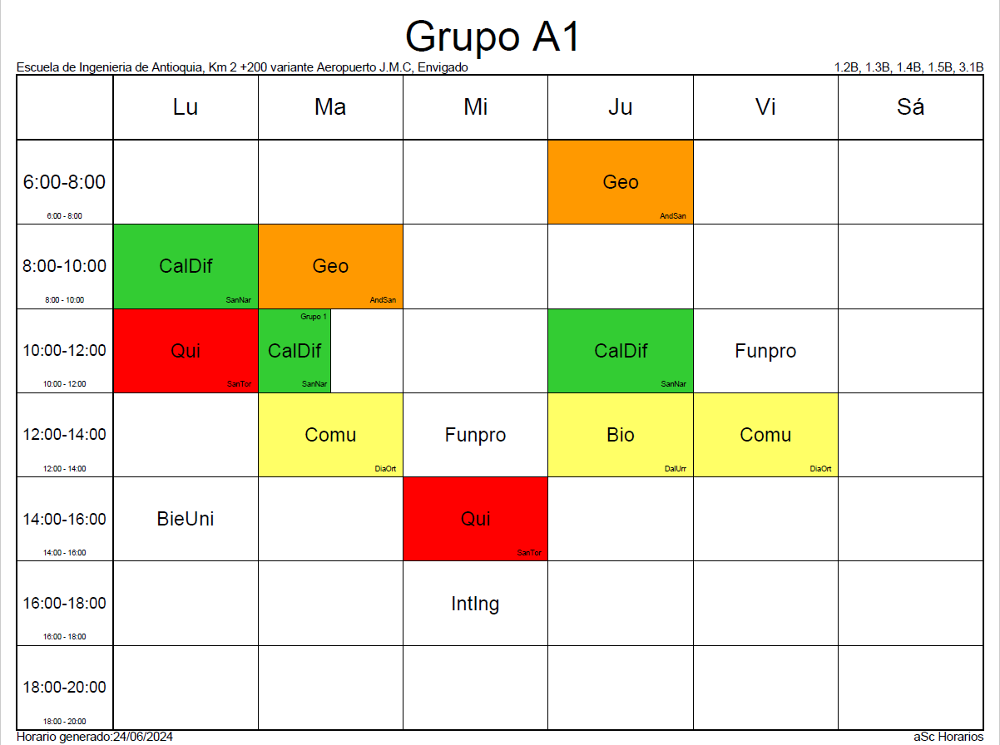 Grupo A1
Escuela de Ingenieria de Antioquia, Km 2 +200 variante Aeropuerto J.M.C, Envigado 1.2B, 1.3B, 1.4B, 1.5B, 3.1B
Lu Ma Mi Ju Vi Sá
6:00-8:00 Geo
6:00 - 8:00 AndSan
8:00-10:00 CalDif Geo
8:00 - 10:00 SanNar AndSan
Grupo 1
10:00-12:00 Qui CalDif CalDif Funpro
10:00 - 12:00 SanTor SanNar SanNar
12:00-14:00 Comu Funpro Bio Comu
12:00 - 14:00 DiaOrt DalUrr DiaOrt
14:00-16:00 BieUni Qui
14:00 - 16:00 SanTor
16:00-18:00 IntIng
16:00 - 18:00
18:00-20:00
18:00 - 20:00
Horario generado:24/06/2024 aSc Horarios